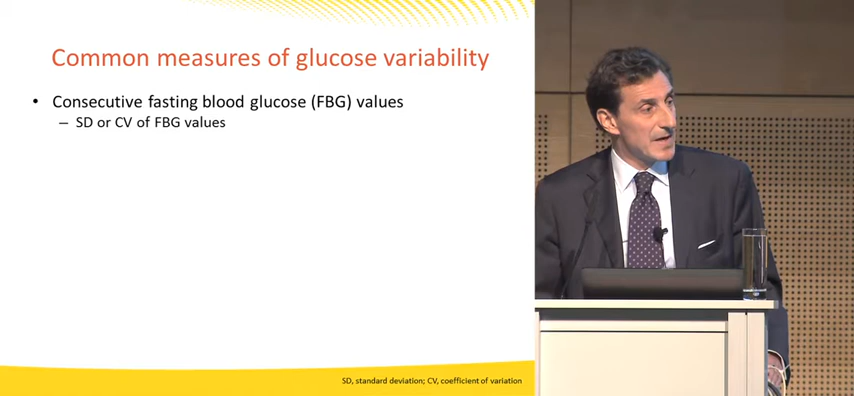 Common measures of glucose variability
• Consecutive fasting blood glucose (FBG) values
– SD or CV of FBG values
SD, standard deviation; CV, coefficient of variation